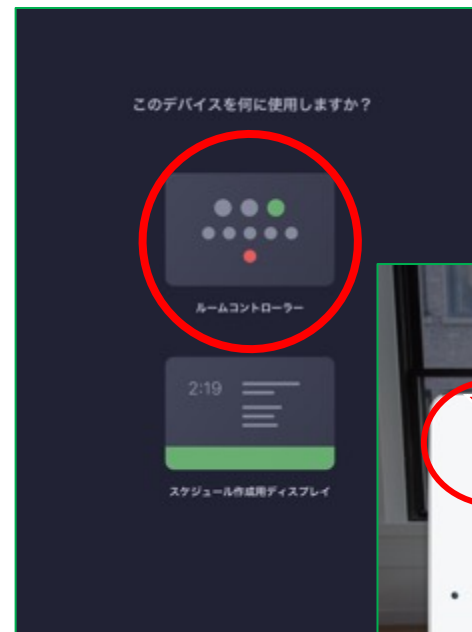 このデバイスを何に使用しますか？
ルームコントローラー
2:19
スケジュール作成用ディスプレイ